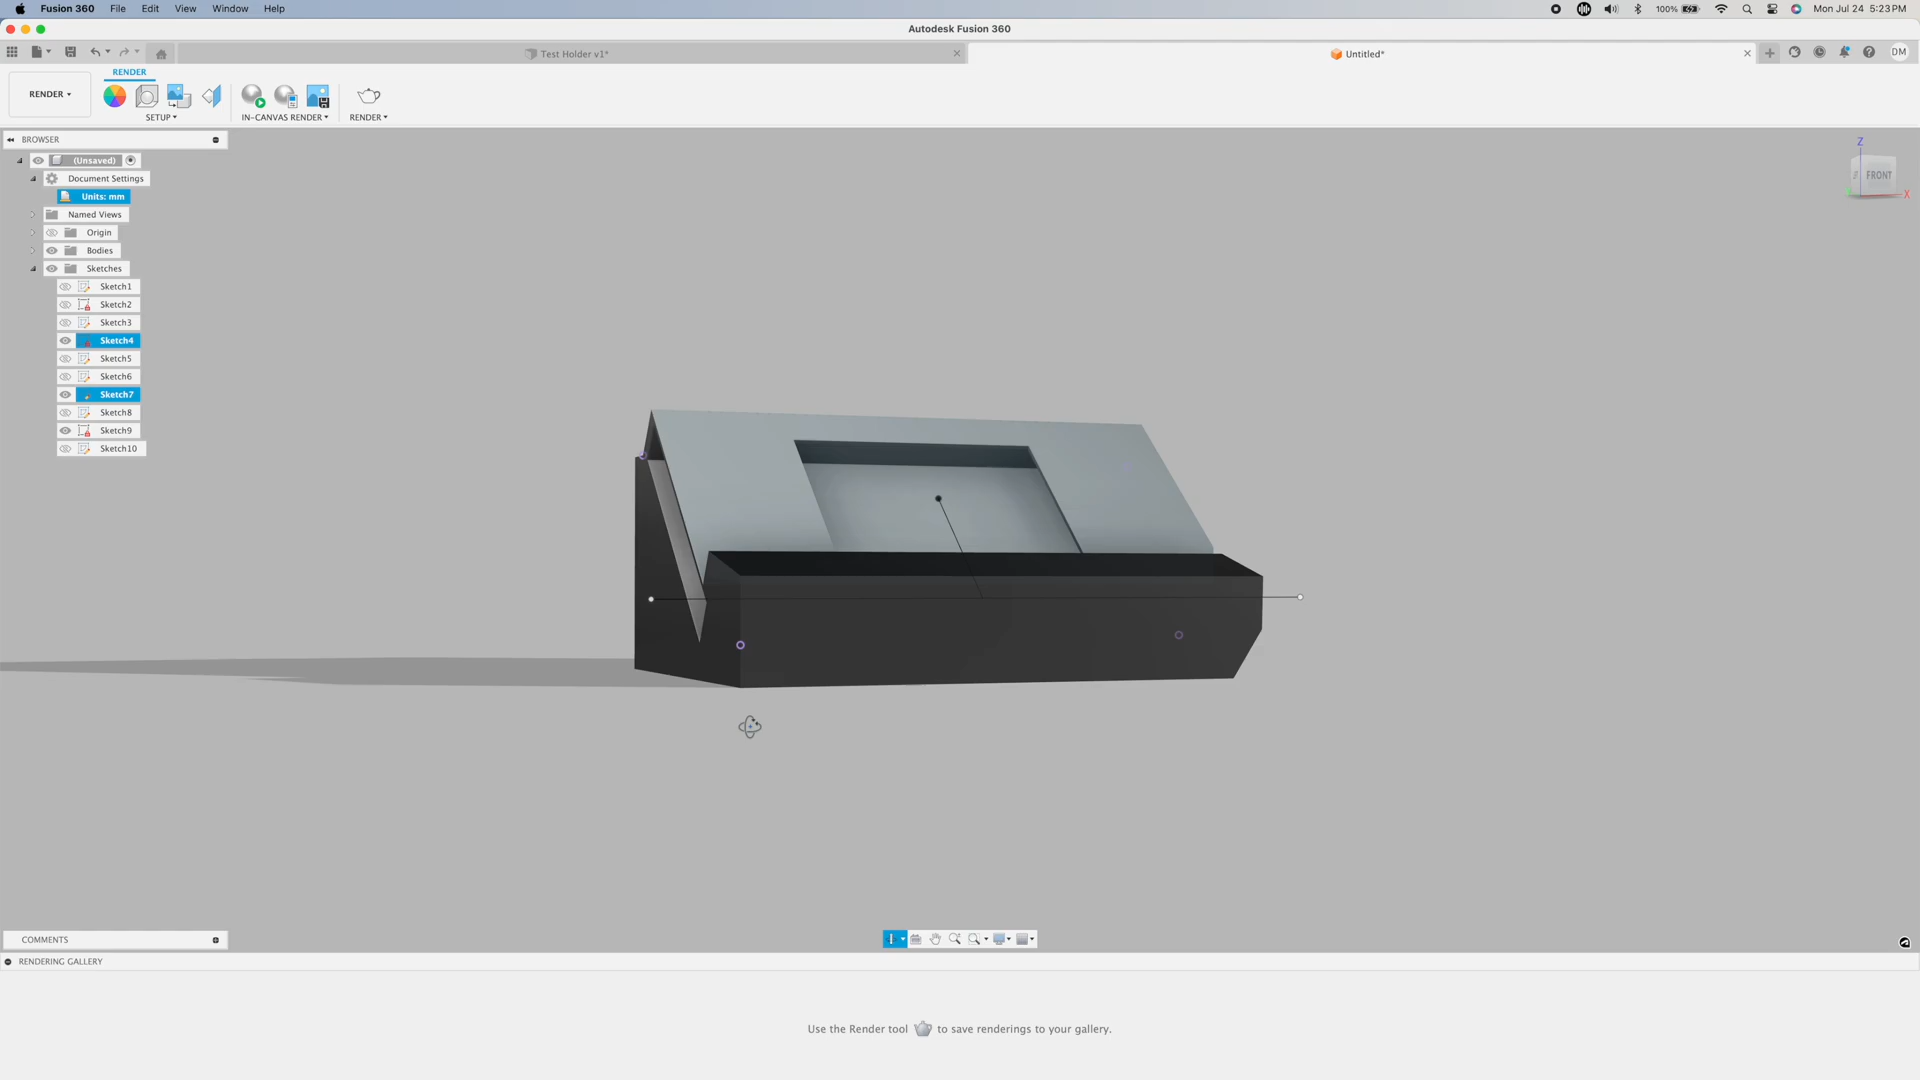 Fusion 360 File Edit View Window Help 100% Mon Jul 24 5:23PM
Autodesk Fusion 360
Test Holder v1* Untitled* DM
RENDER
RENDER
SETUP IN-CANVAS RENDER RENDER
BROWSER
(Unsaved)
Document Settings
Units: mm
Named Views
Origin
Bodies
Sketches
Sketch1
Sketch2
Sketch3
Sketch4
Sketch5
Sketch6
Sketch7
Sketch8
Sketch9
Sketch10
Z
FRONT
X
COMMENTS
RENDERING GALLERY
Use the Render tool to save renderings to your gallery.